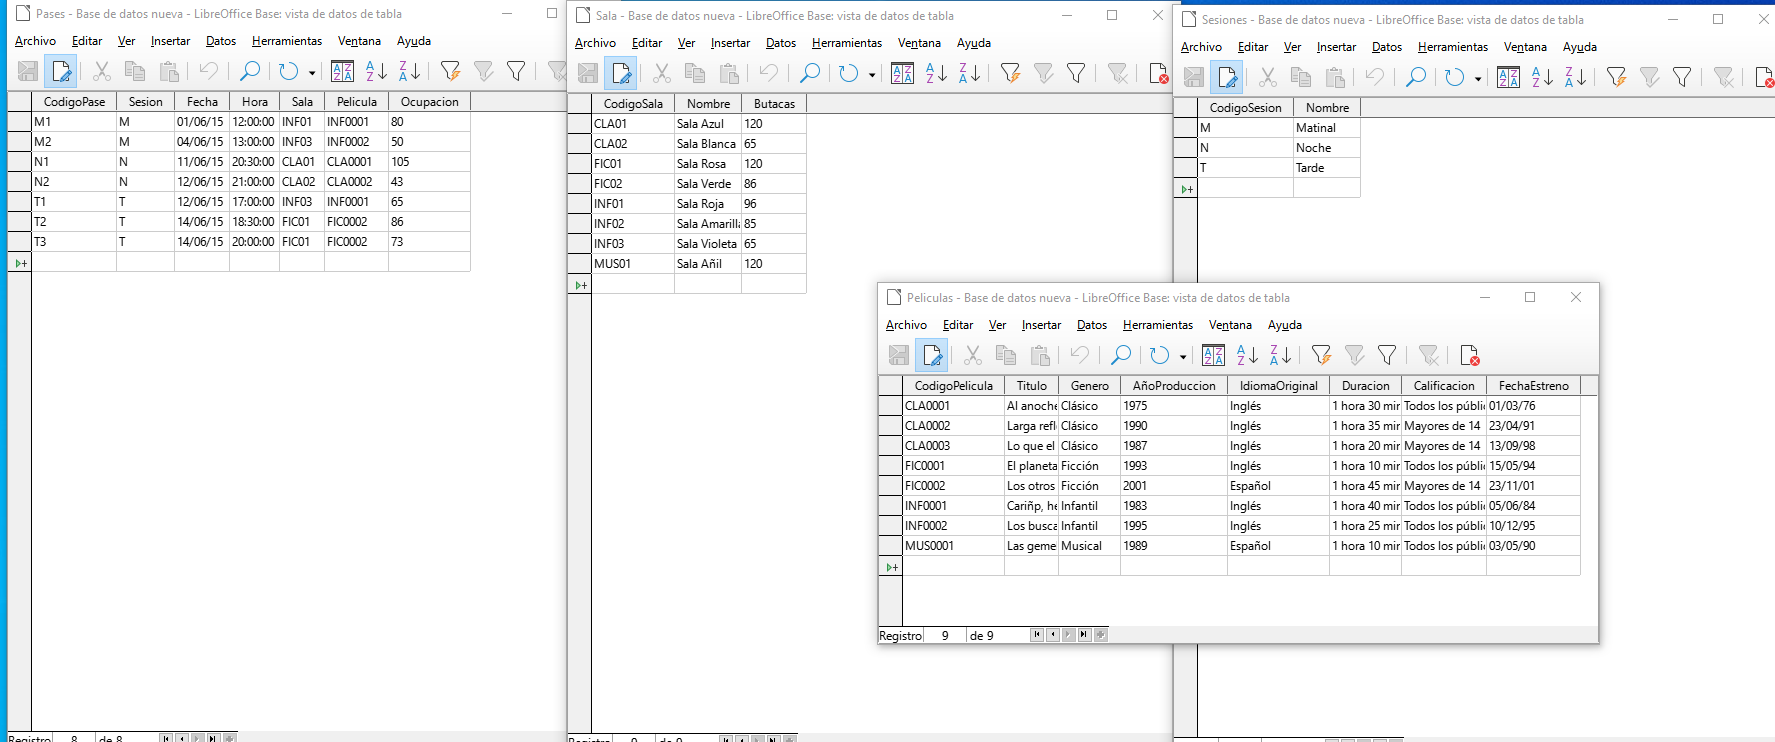 Pases - Base de datos nueva - LibreOffice Base: vista de datos de tabla
Archivo Editar Ver Insertar Datos Herramientas Ventana Ayuda
CodigoPase Sesion Fecha Hora Sala Pelicula Ocupacion
M1 M 01/06/15 12:00:00 INF01 INF0001 80
M2 M 04/06/15 13:00:00 INF03 INF0002 50
N1 N 11/06/15 20:30:00 CLA01 CLA0001 105
N2 N 12/06/15 21:00:00 CLA02 CLA0002 43
T1 T 12/06/15 17:00:00 INF03 INF0001 65
T2 T 14/06/15 18:30:00 FIC01 FIC0002 86
T3 T 14/06/15 20:00:00 FIC01 FIC0002 73
Registro 8 de 8
Sala - Base de datos nueva - LibreOffice Base: vista de datos de tabla
Archivo Editar Ver Insertar Datos Herramientas Ventana Ayuda
CodigoSala Nombre Butacas
CLA01 Sala Azul 120
CLA02 Sala Blanca 65
FIC01 Sala Rosa 120
FIC02 Sala Verde 86
INF01 Sala Roja 96
INF02 Sala Amarilla 85
INF03 Sala Violeta 65
MUS01 Sala Añil 120
Registro 9 de 9
Sesiones - Base de datos nueva - LibreOffice Base: vista de datos de tabla
Archivo Editar Ver Insertar Datos Herramientas Ventana Ayuda
CodigoSesion Nombre
M Matinal
N Noche
T Tarde
Peliculas - Base de datos nueva - LibreOffice Base: vista de datos de tabla
Archivo Editar Ver Insertar Datos Herramientas Ventana Ayuda
CodigoPelicula Titulo Genero AñoProduccion IdiomaOriginal Duracion Calificacion FechaEstreno
CLA0001 Al anoche Clásico 1975 Inglés 1 hora 30 mir Todos los públic 01/03/76
CLA0002 Larga refl Clásico 1990 Inglés 1 hora 35 mir Mayores de 14 23/04/91
CLA0003 Lo que el Clásico 1987 Inglés 1 hora 20 mir Mayores de 14 13/09/98
FIC0001 El planeta Ficción 1993 Inglés 1 hora 10 mir Todos los públic 15/05/94
FIC0002 Los otros Ficción 2001 Español 1 hora 45 mir Mayores de 14 23/11/01
INF0001 Cariñp, he Infantil 1983 Inglés 1 hora 40 mir Todos los públic 05/06/84
INF0002 Los busca Infantil 1995 Inglés 1 hora 25 mir Todos los públic 10/12/95
MUS0001 Las geme Musical 1989 Español 1 hora 10 mir Todos los públic 03/05/90
Registro 9 de 9